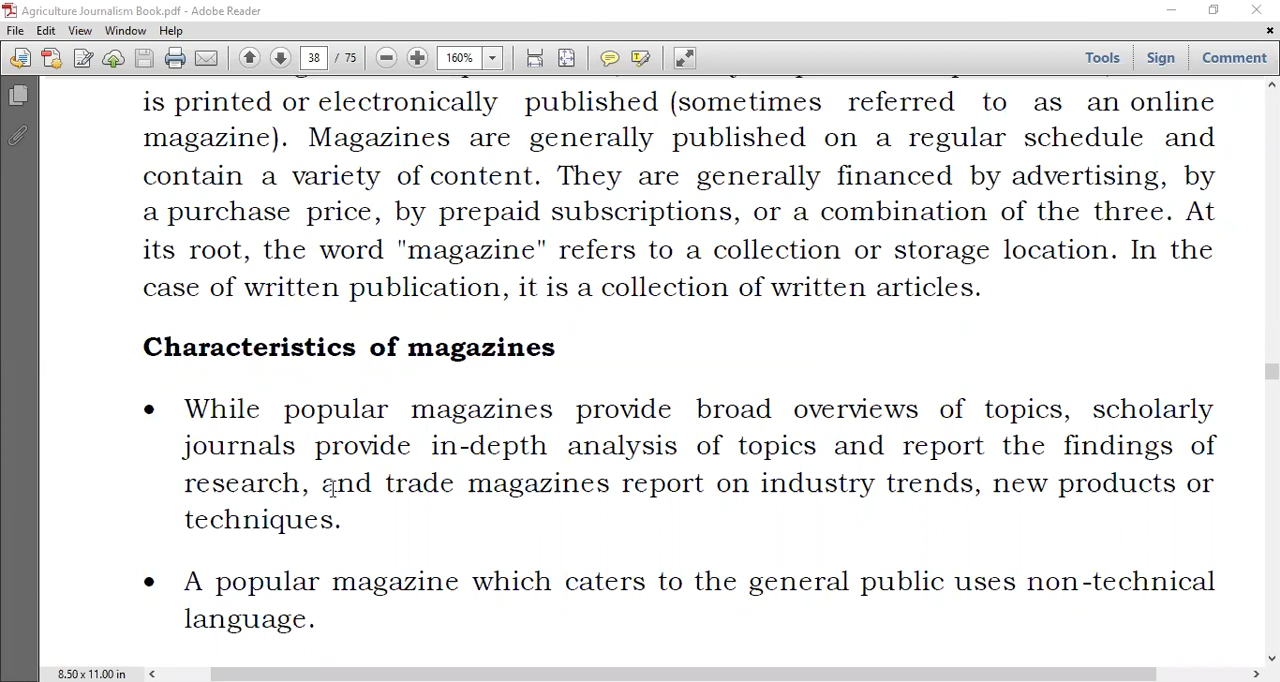 Agriculture Journalism Book.pdf - Adobe Reader
File Edit View Window Help
38 / 75 160% Tools Sign Comment
is printed or electronically published (sometimes referred to as an online
magazine). Magazines are generally published on a regular schedule and
contain a variety of content. They are generally financed by advertising, by
a purchase price, by prepaid subscriptions, or a combination of the three. At
its root, the word "magazine" refers to a collection or storage location. In the
case of written publication, it is a collection of written articles.
Characteristics of magazines
• While popular magazines provide broad overviews of topics, scholarly
journals provide in-depth analysis of topics and report the findings of
research, and trade magazines report on industry trends, new products or
techniques.
• A popular magazine which caters to the general public uses non-technical
language.
8.50 x 11.00 in